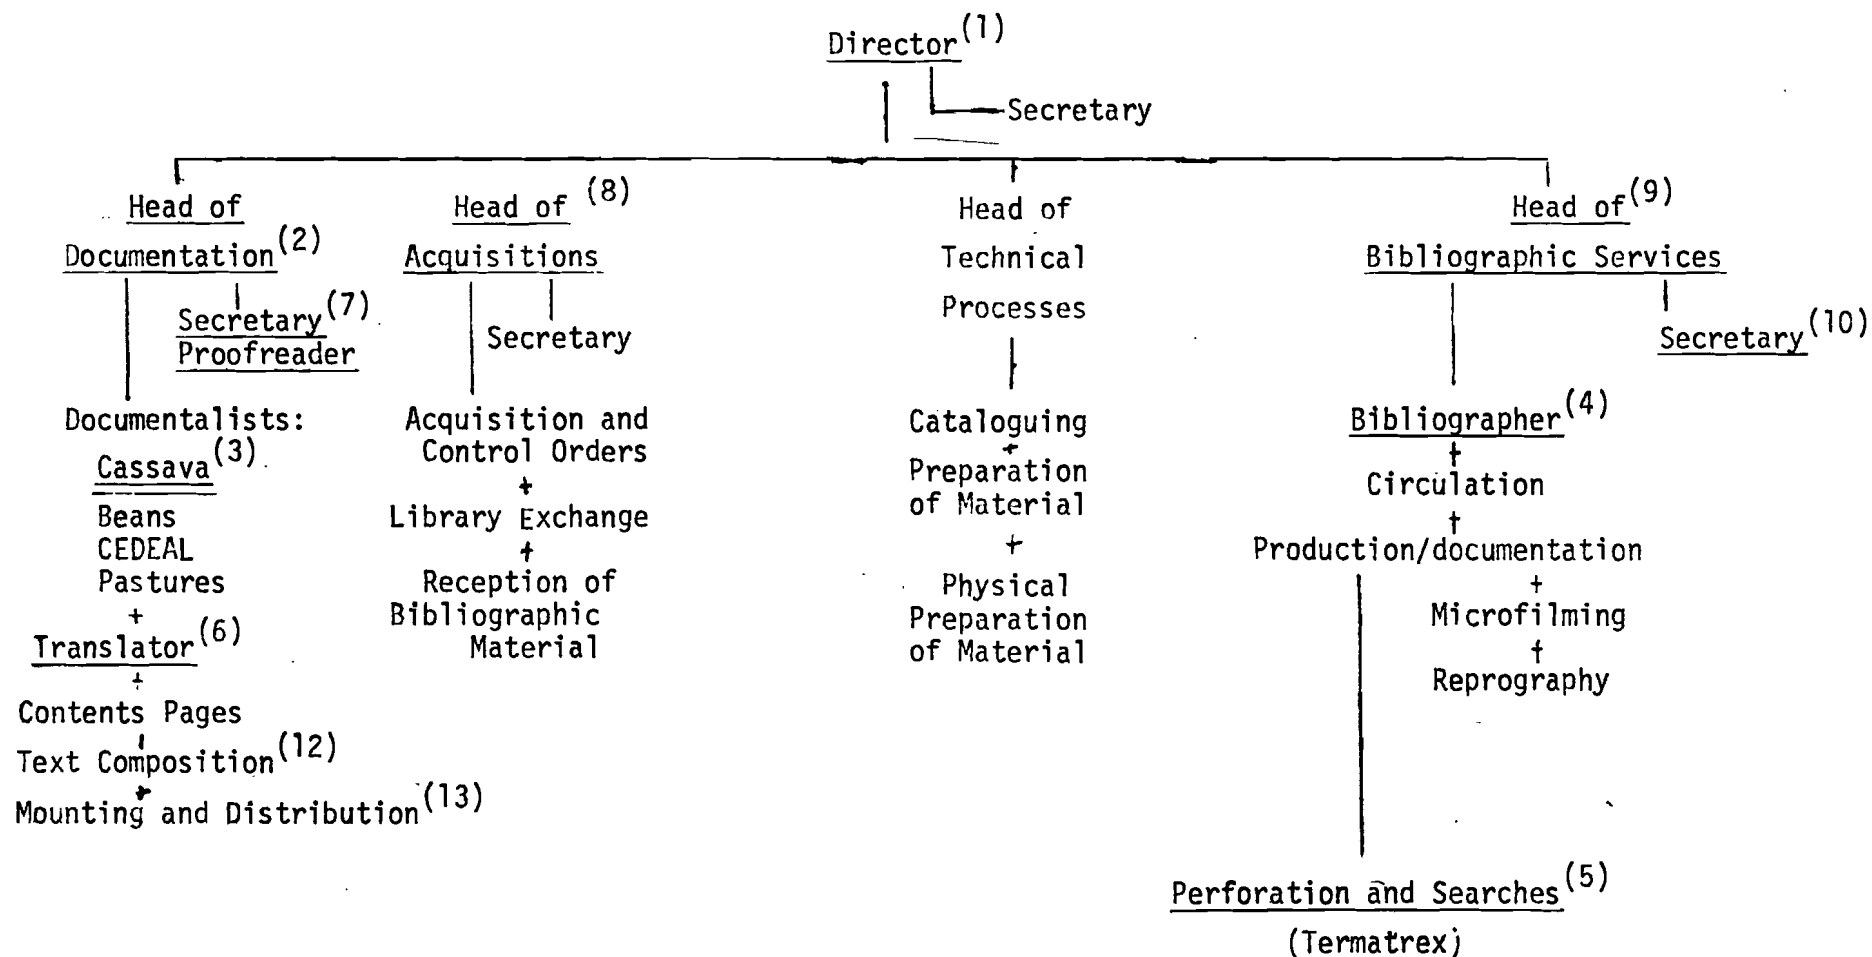 Director(1)
Secretary
Head of
Documentation(2)
Secretary(7)
Proofreader
Documentalists:
Cassava(3)
Beans
CEDEAL
Pastures
+
Translator(6)
+
Contents Pages
+
Text Composition(12)
+
Mounting and Distribution(13)
Head of (8)
Acquisitions
Secretary
Acquisition and
Control Orders
+
Library Exchange
+
Reception of
Bibliographic
Material
Head of
Technical
Processes
Cataloguing
+
Preparation
of Material
+
Physical
Preparation
of Material
Head of(9)
Bibliographic Services
Secretary(10)
Bibliographer(4)
+
Circulation
+
Production/documentation
+
Microfilming
+
Reprography
Perforation and Searches(5)
(Termatrex)